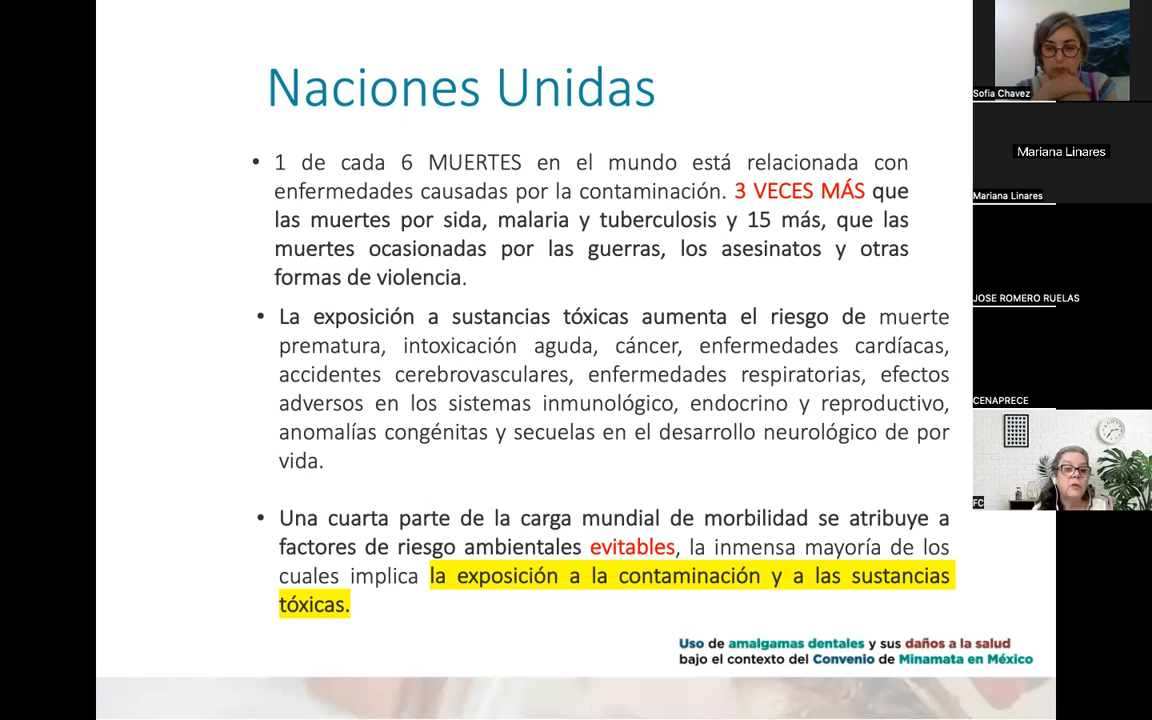 Naciones Unidas
• 1 de cada 6 MUERTES en el mundo está relacionada con
enfermedades causadas por la contaminación. 3 VECES MÁS que
las muertes por sida, malaria y tuberculosis y 15 más, que las
muertes ocasionadas por las guerras, los asesinatos y otras
formas de violencia.
• La exposición a sustancias tóxicas aumenta el riesgo de muerte
prematura, intoxicación aguda, cáncer, enfermedades cardíacas,
accidentes cerebrovasculares, enfermedades respiratorias, efectos
adversos en los sistemas inmunológico, endocrino y reproductivo,
anomalías congénitas y secuelas en el desarrollo neurológico de por
vida.
• Una cuarta parte de la carga mundial de morbilidad se atribuye a
factores de riesgo ambientales evitables, la inmensa mayoría de los
cuales implica la exposición a la contaminación y a las sustancias
tóxicas.
Uso de amalgamas dentales y sus daños a la salud
bajo el contexto del Convenio de Minamata en México
Sofia Chavez
Mariana Linares
Mariana Linares
JOSE ROMERO RUELAS
CENAPRECE
FC